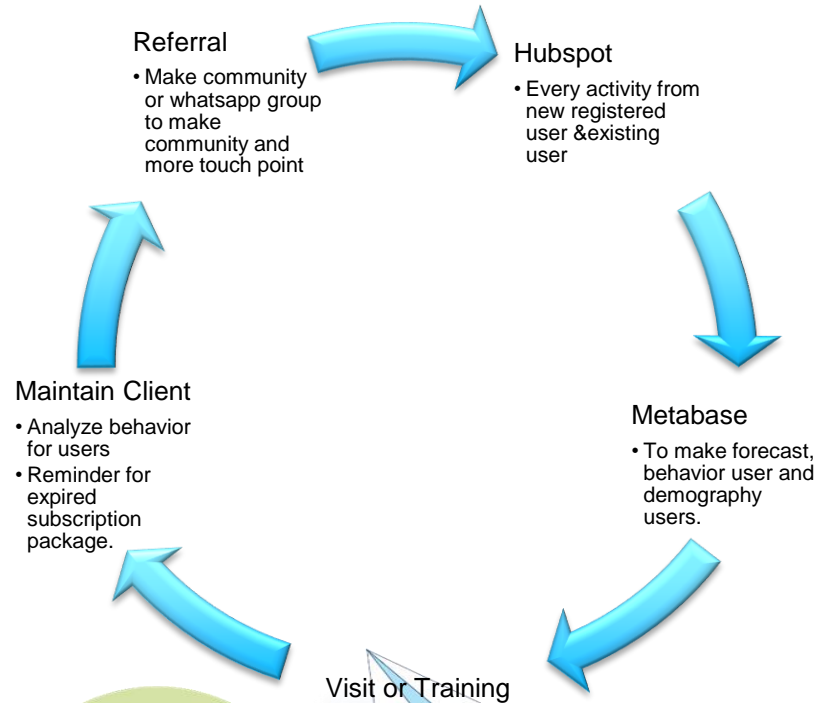 Referral
• Make community
or whatsapp group
to make
community and
more touch point
Hubspot
• Every activity from
new registered
user &existing
user
Metabase
• To make forecast,
behavior user and
demography
users.
Visit or Training
Maintain Client
• Analyze behavior
for users
• Reminder for
expired
subscription
package.